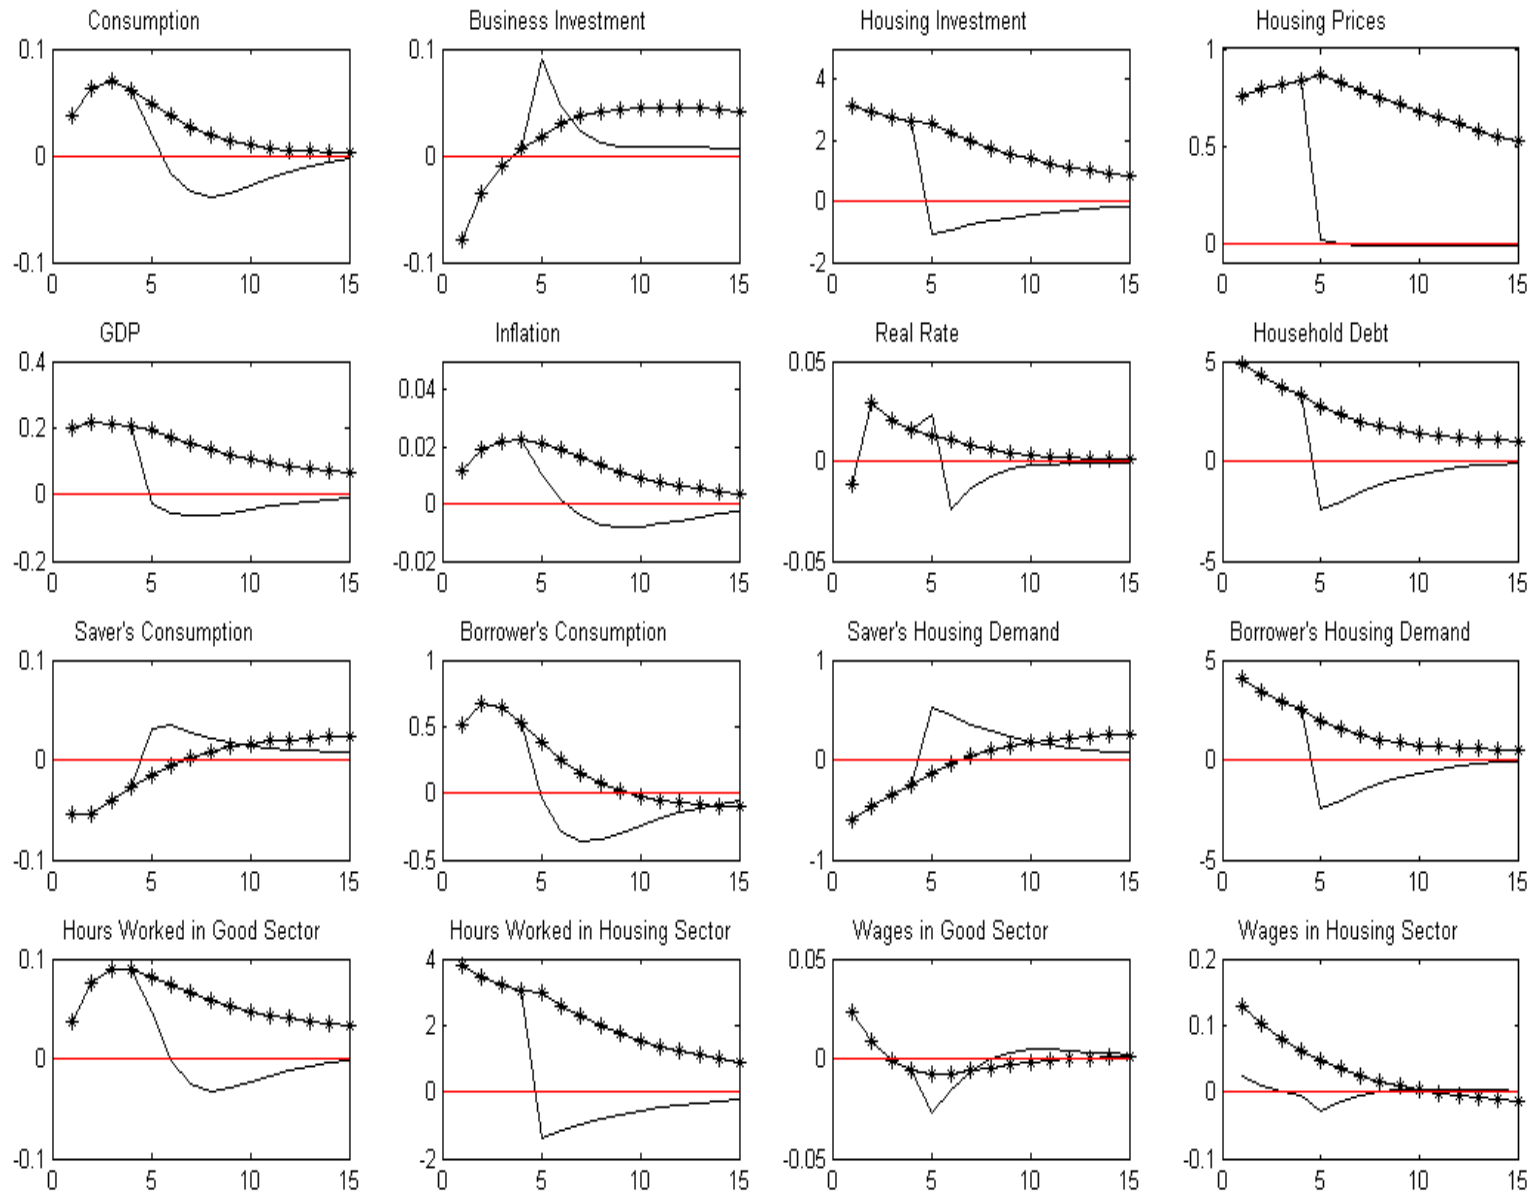 Consumption Business Investment Housing Investment Housing Prices
0.1 0.1 4 1
0 0 2 0.5
0
-0.1 -0.1 -2 0
0 5 10 15 0 5 10 15 0 5 10 15 0 5 10 15
GDP Inflation Real Rate Household Debt
0.4 0.05 5
0.04
0.2 0.02 0 0
0 0
-0.2 -0.02 -0.05 -5
0 5 10 15 0 5 10 15 0 5 10 15 0 5 10 15
Saver's Consumption Borrower's Consumption Saver's Housing Demand Borrower's Housing Demand
0.1 1 1 5
0.5
0 0 0 0
-0.1 -0.5 -1 -5
0 5 10 15 0 5 10 15 0 5 10 15 0 5 10 15
Hours Worked in Good Sector Hours Worked in Housing Sector Wages in Good Sector Wages in Housing Sector
0.1 4 0.05 0.2
2 0.1
0 0 0 0
-0.1 -2 -0.05 -0.1
0 5 10 15 0 5 10 15 0 5 10 15 0 5 10 15